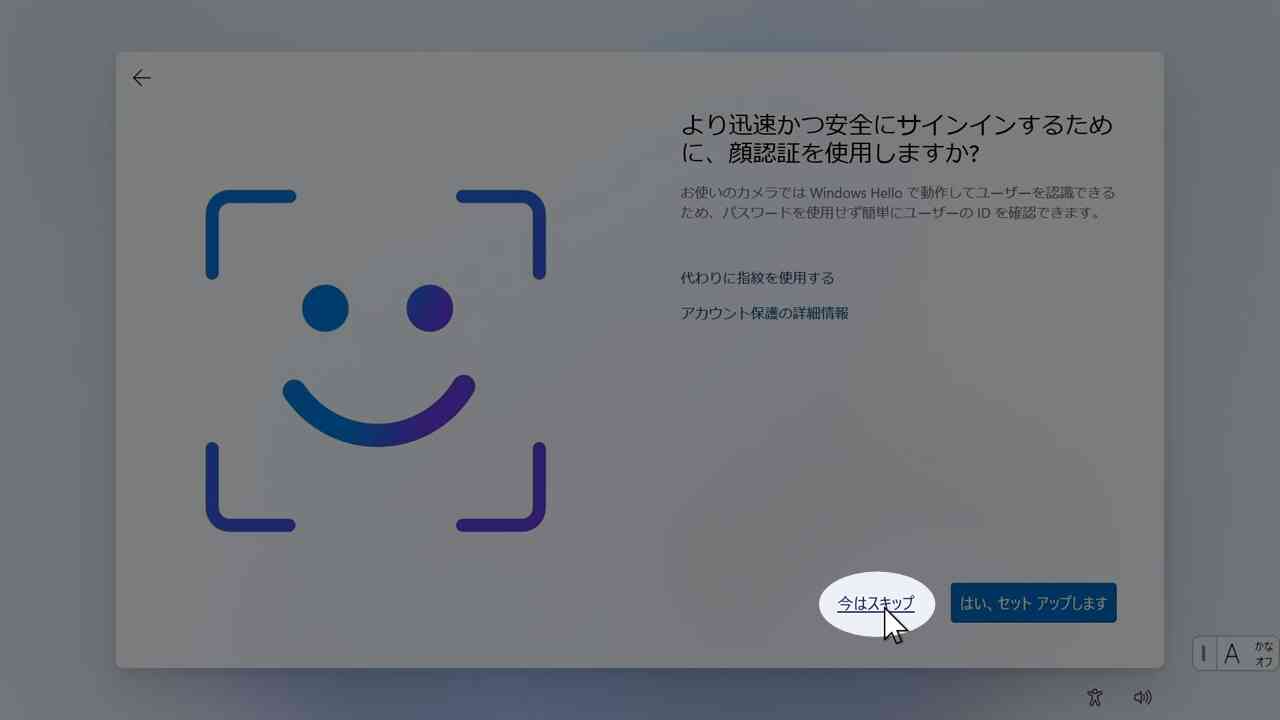 より迅速かつ安全にサインインするため
に、顔認証を使用しますか?
お使いのカメラでは Windows Hello で動作してユーザーを認識できる
ため、パスワードを使用せず簡単にユーザーの ID を確認できます。
代わりに指紋を使用する
アカウント保護の詳細情報
今はスキップ
はい、セット アップします
A
かな
オフ